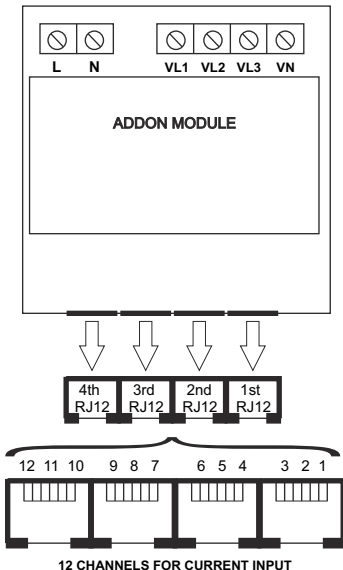 L N VL1 VL2 VL3 VN
ADDON MODULE
4th 3rd 2nd 1st
RJ12 RJ12 RJ12 RJ12
12 11 10 9 8 7 6 5 4 3 2 1
12 CHANNELS FOR CURRENT INPUT